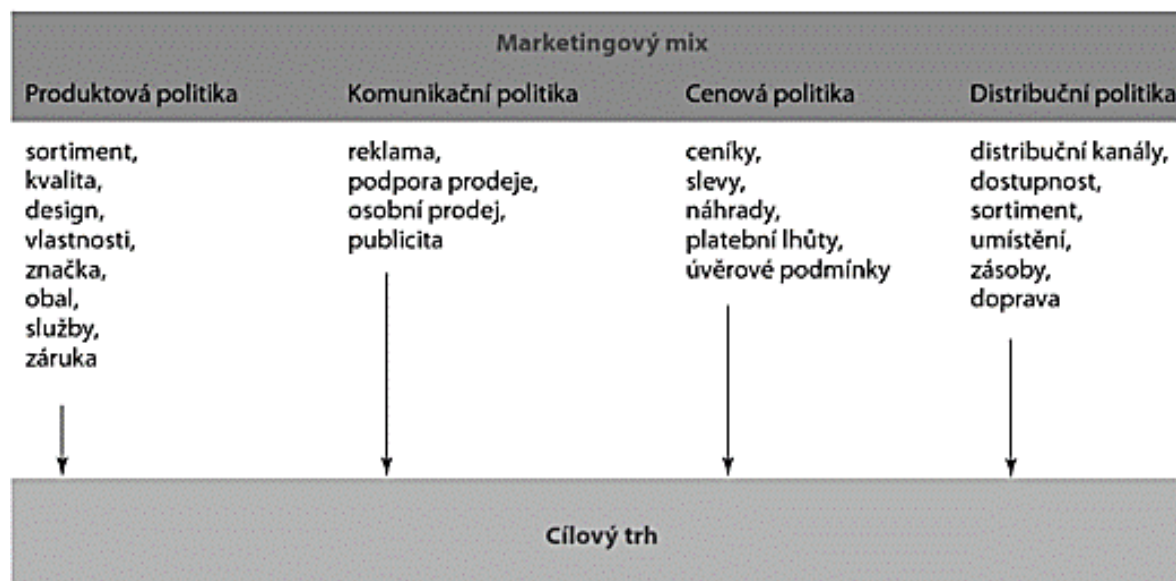 Marketingový mix
Produktová politika
Komunikační politika
Cenová politika
Distribuční politika
sortiment,
kvalita,
design,
vlastnosti,
značka,
obal,
služby,
záruka
reklama,
podpora prodeje,
osobní prodej,
publicita
ceníky,
slevy,
náhrady,
platební lhůty,
úvěrové podmínky
distribuční kanály,
dostupnost,
sortiment,
umístění,
zásoby,
doprava
Cílový trh